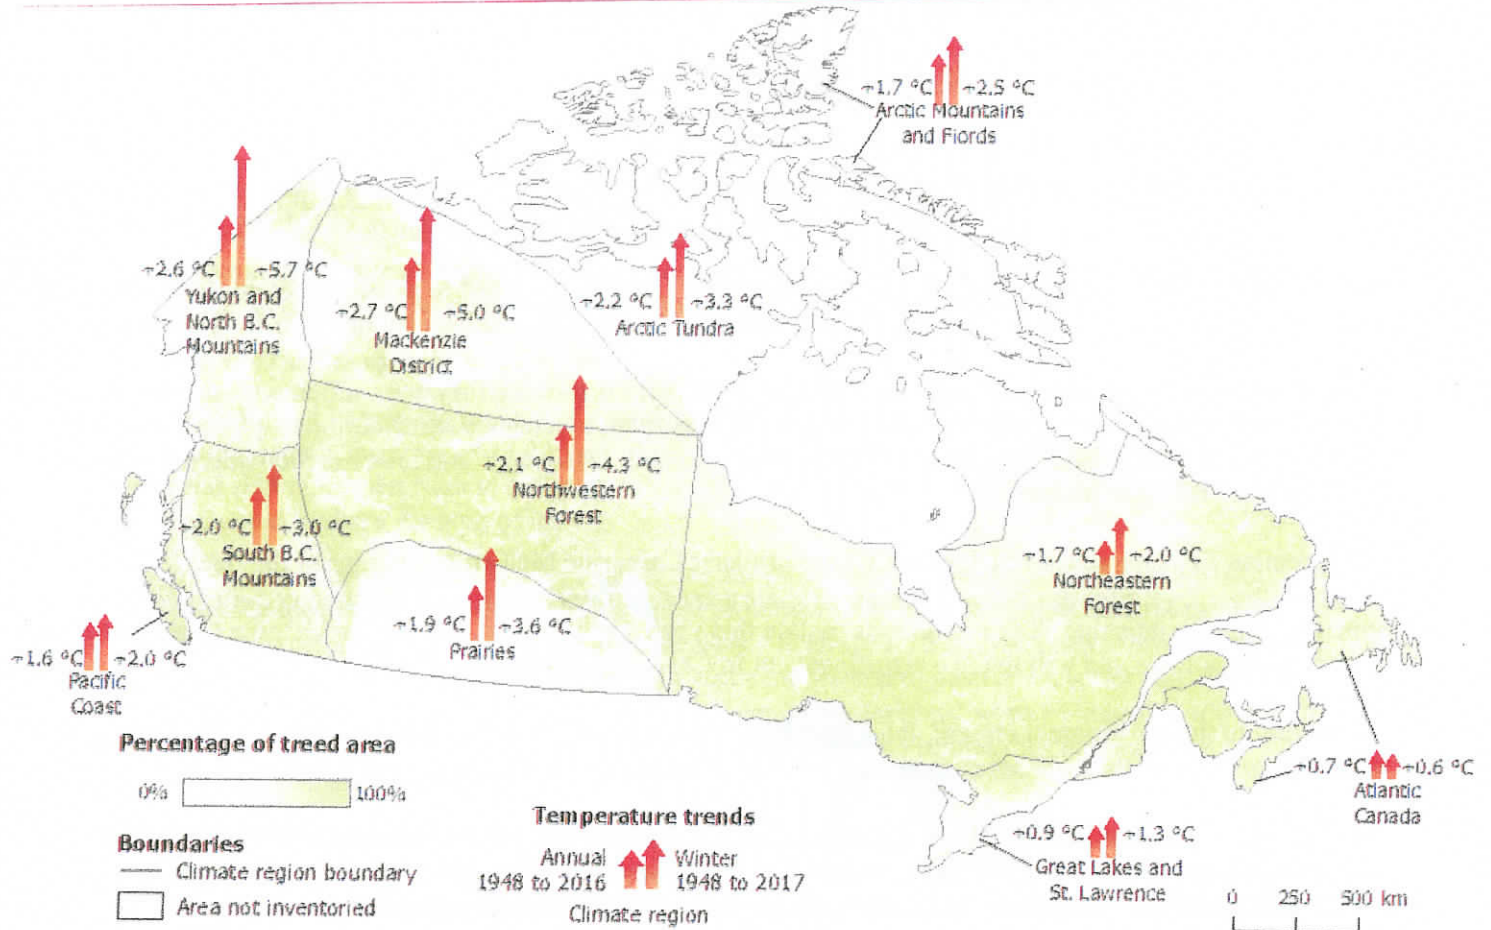 +1.7 °C +2.5 °C
Arctic Mountains
and Fiords
+2.6 °C +5.7 °C
Yukon and
North B.C.
Mountains
+2.7 °C +5.0 °C
Mackenzie
District
+2.2 °C +3.3 °C
Arctic Tundra
+2.1 °C +4.3 °C
Northwestern
Forest
+2.0 °C +3.0 °C
South B.C.
Mountains
+1.7 °C +2.0 °C
Northeastern
Forest
+1.9 °C +3.6 °C
Prairies
+1.6 °C +2.0 °C
Pacific
Coast
+0.7 °C +0.6 °C
Atlantic
Canada
+0.9 °C +1.3 °C
Great Lakes and
St. Lawrence
Percentage of treed area
0% 100%
Boundaries
Climate region boundary
Area not inventoried
Temperature trends
Annual Winter
1948 to 2016 1948 to 2017
Climate region
0 250 500 km